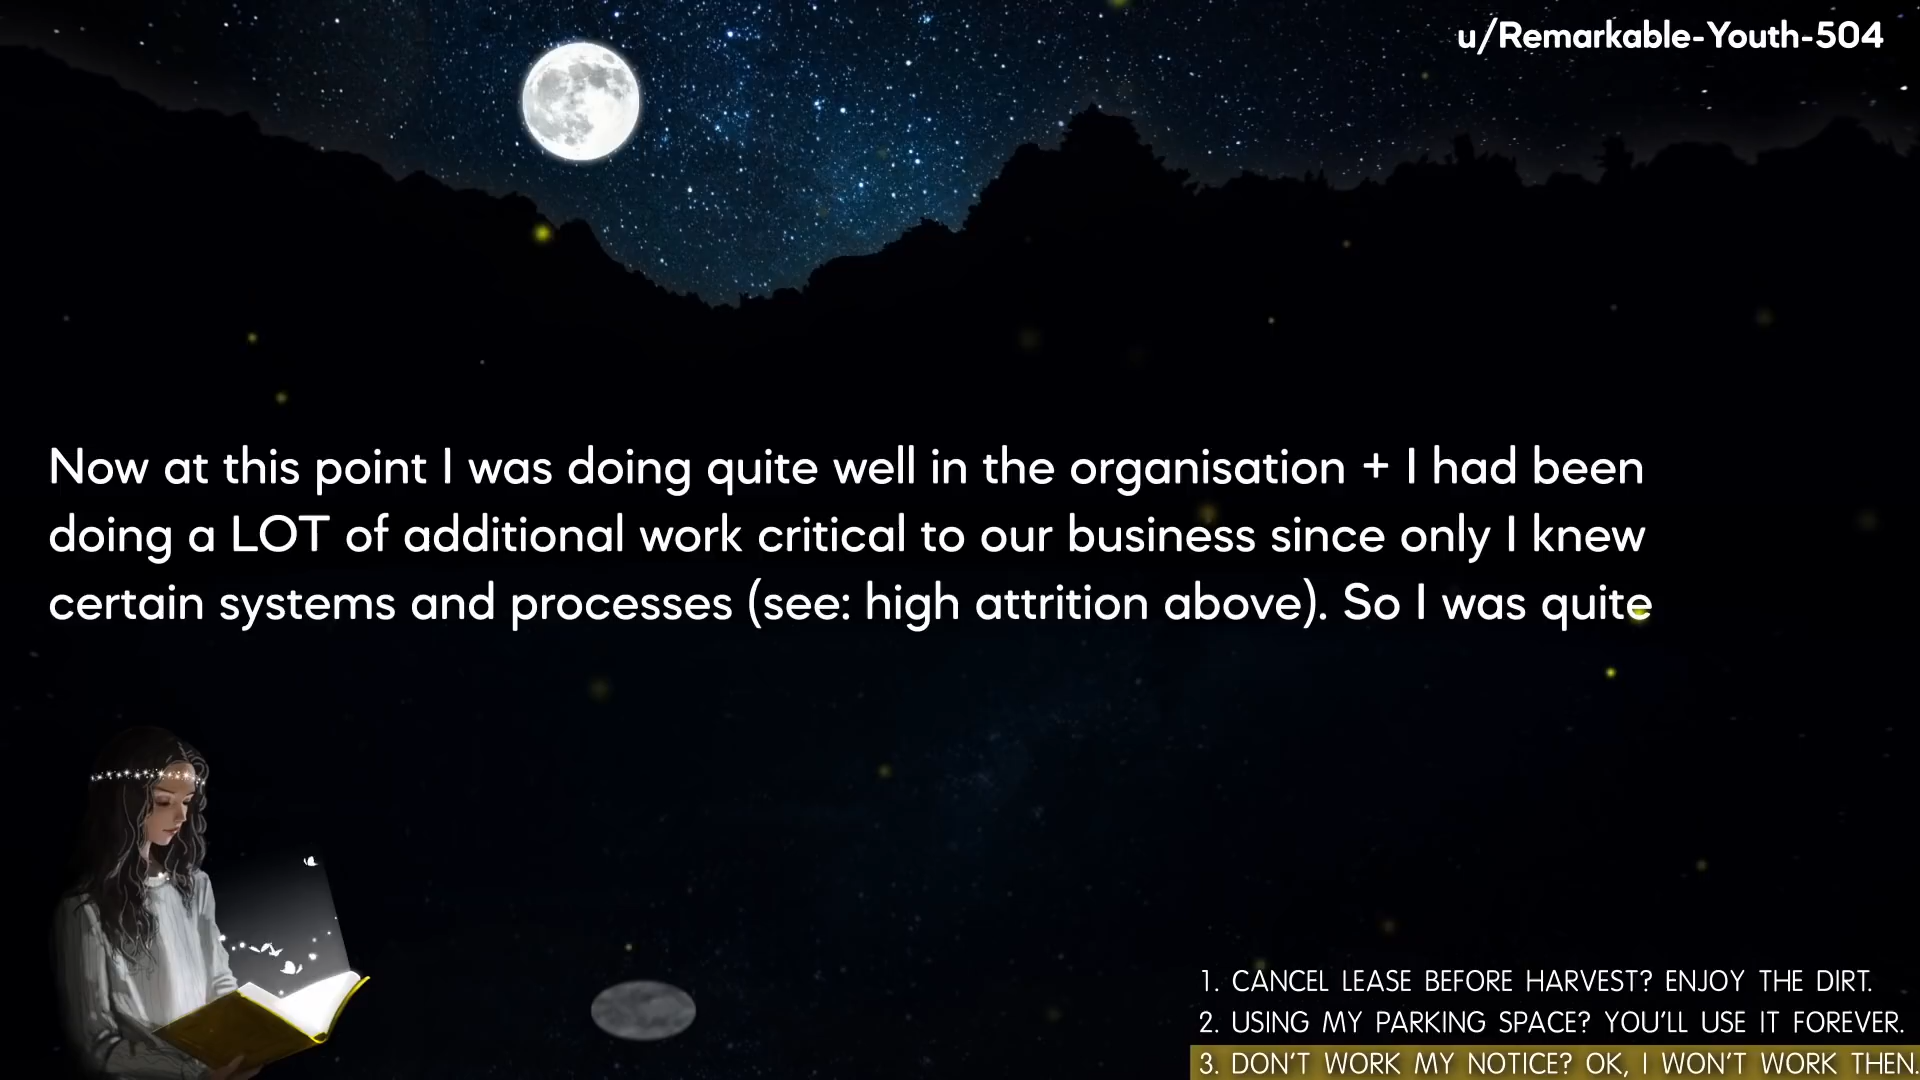 u/Remarkable-Youth-504
Now at this point I was doing quite well in the organisation + I had been
doing a LOT of additional work critical to our business since only I knew
certain systems and processes (see: high attrition above). So I was quite
1. CANCEL LEASE BEFORE HARVEST? ENJOY THE DIRT.
2. USING MY PARKING SPACE? YOU'LL USE IT FOREVER.
3. DON'T WORK MY NOTICE? OK, I WON'T WORK THEN.